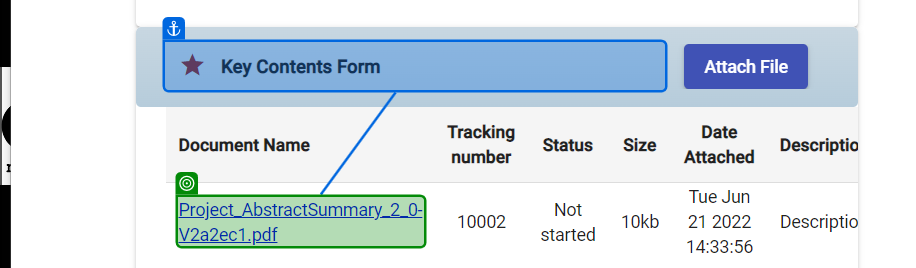 Key Contents Form
Attach File
Document Name
Tracking
number
Status
Size
Date
Attached
Descriptio
Project_AbstractSummary_2_0-
V2a2ec1.pdf
10002
Not
started
10kb
Tue Jun
21 2022
14:33:56
Descriptio